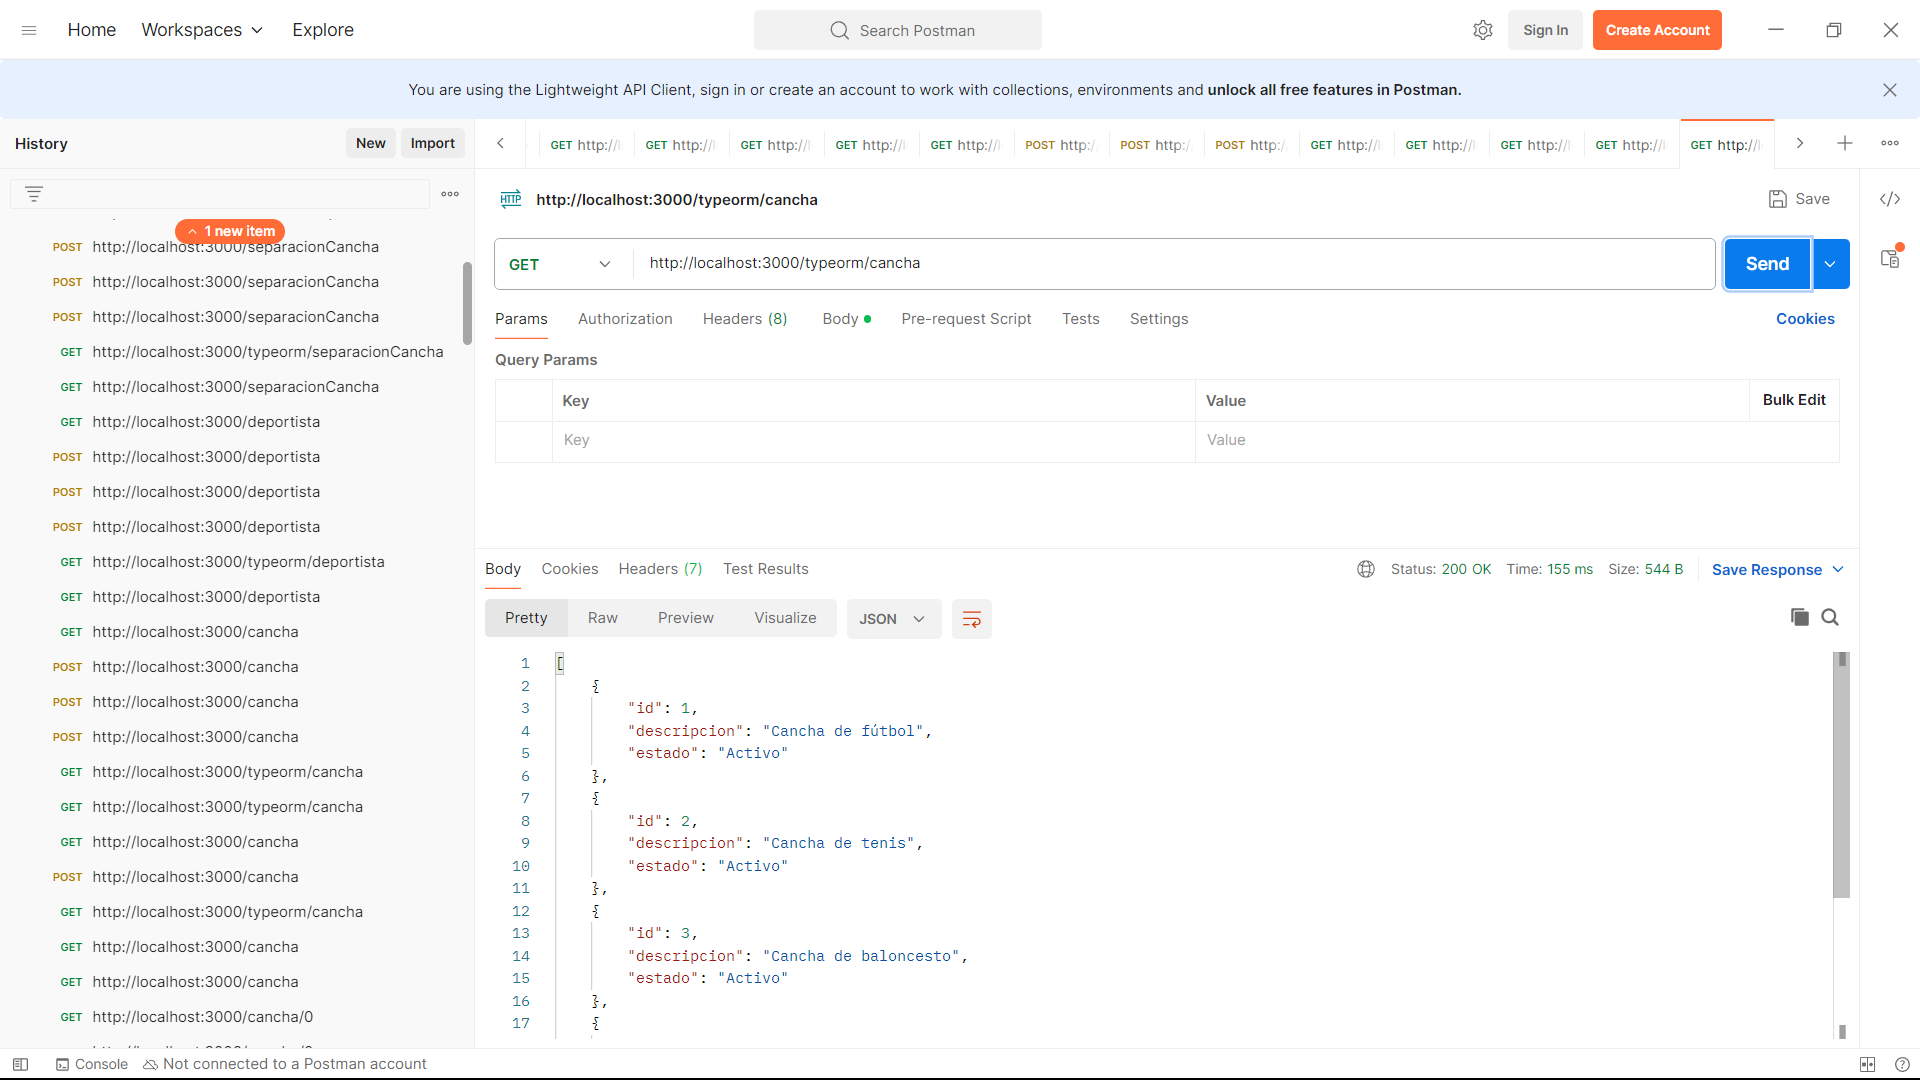 Home Workspaces Explore Search Postman Sign In Create Account
You are using the Lightweight API Client, sign in or create an account to work with collections, environments and unlock all free features in Postman.
History New Import
GET http://l GET http://l GET http://l GET http://l GET http://l POST http:/ POST http:/ POST http:/ GET http://l GET http://l GET http://l GET http://l GET http://l
1 new item
POST http://localhost:3000/separacionCancha
POST http://localhost:3000/separacionCancha
POST http://localhost:3000/separacionCancha
GET http://localhost:3000/typeorm/separacionCancha
GET http://localhost:3000/separacionCancha
GET http://localhost:3000/deportista
POST http://localhost:3000/deportista
POST http://localhost:3000/deportista
POST http://localhost:3000/deportista
GET http://localhost:3000/typeorm/deportista
GET http://localhost:3000/deportista
GET http://localhost:3000/cancha
POST http://localhost:3000/cancha
POST http://localhost:3000/cancha
POST http://localhost:3000/cancha
GET http://localhost:3000/typeorm/cancha
GET http://localhost:3000/typeorm/cancha
GET http://localhost:3000/cancha
POST http://localhost:3000/cancha
GET http://localhost:3000/typeorm/cancha
GET http://localhost:3000/cancha
GET http://localhost:3000/cancha
GET http://localhost:3000/cancha/0
HTTP http://localhost:3000/typeorm/cancha Save
GET http://localhost:3000/typeorm/cancha Send
Params Authorization Headers (8) Body Pre-request Script Tests Settings Cookies
Query Params
Key Value Bulk Edit
Key Value
Body Cookies Headers (7) Test Results Status: 200 OK Time: 155 ms Size: 544 B Save Response
Pretty Raw Preview Visualize JSON
1 [
2 {
3 "id": 1,
4 "descripcion": "Cancha de fútbol",
5 "estado": "Activo"
6 },
7 {
8 "id": 2,
9 "descripcion": "Cancha de tenis",
10 "estado": "Activo"
11 },
12 {
13 "id": 3,
14 "descripcion": "Cancha de baloncesto",
15 "estado": "Activo"
16 },
17 {
Console Not connected to a Postman account